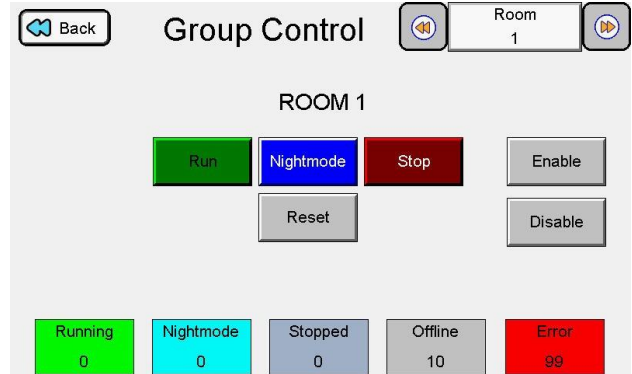 Back
Group Control
Room
1
ROOM 1
Run
Nightmode
Stop
Enable
Reset
Disable
Running
Nightmode
Stopped
Offline
Error
0
0
0
10
99